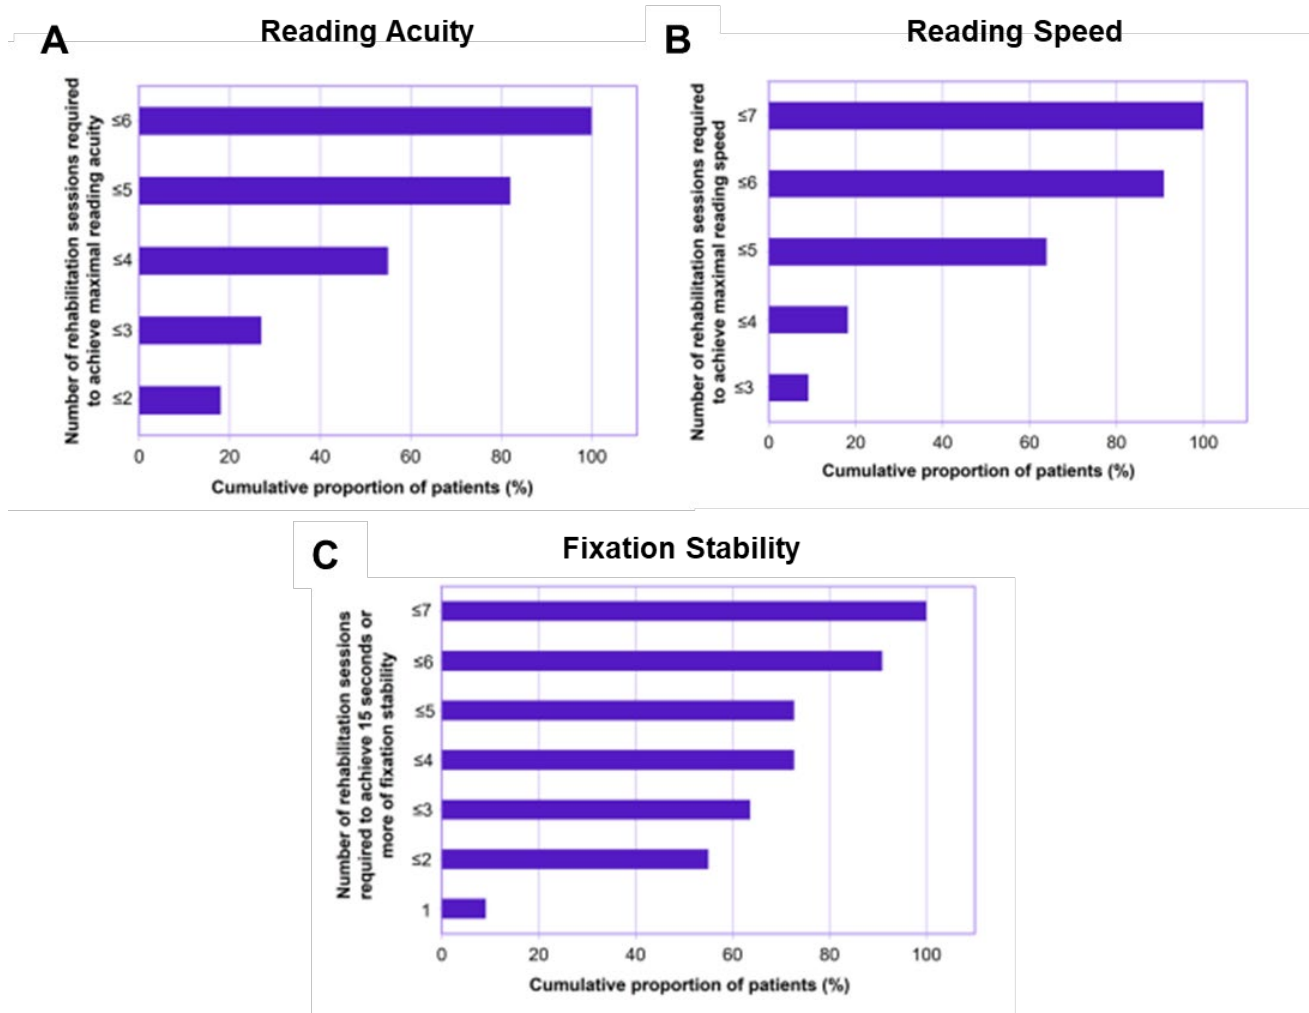 A
Reading Acuity
Number of rehabilitation sessions required
to achieve maximal reading acuity
≤6
≤5
≤4
≤3
≤2
0 20 40 60 80 100
Cumulative proportion of patients (%)
B
Reading Speed
Number of rehabilitation sessions required
to achieve maximal reading speed
≤7
≤6
≤5
≤4
≤3
0 20 40 60 80 100
Cumulative proportion of patients (%)
C
Fixation Stability
Number of rehabilitation sessions
required to achieve 15 seconds or
more of fixation stability
≤7
≤6
≤5
≤4
≤3
≤2
1
0 20 40 60 80 100
Cumulative proportion of patients (%)